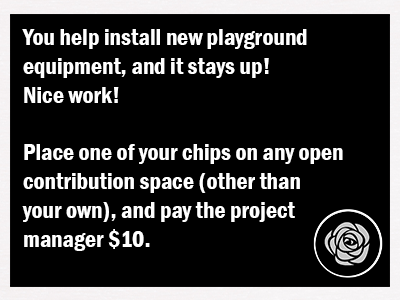 You help install new playground
equipment, and it stays up!
Nice work!
Place one of your chips on any open
contribution space (other than
your own), and pay the project
manager $10.